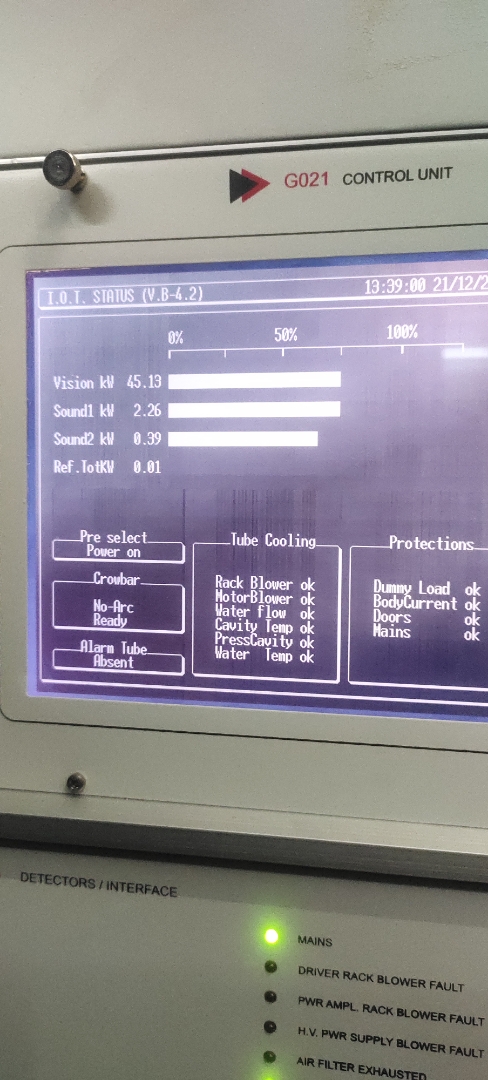 G021 CONTROL UNIT
I.O.T. STATUS (V.B-4.2) 13:39:00 21/12/2
0% 50% 100%
Vision kW 45.13
Sound1 kW 2.26
Sound2 kW 0.39
Ref.TotKW 0.01
Pre select
Power on
Crowbar
No-Arc
Ready
Alarm Tube
Absent
Tube Cooling
Rack Blower ok
MotorBlower ok
Water flow ok
Cavity Temp ok
PressCavity ok
Water Temp ok
Protections
Dummy Load ok
BodyCurrent ok
Doors ok
Mains ok
DETECTORS / INTERFACE
MAINS
DRIVER RACK BLOWER FAULT
PWR AMPL. RACK BLOWER FAULT
H.V. PWR SUPPLY BLOWER FAULT
AIR FILTER EXHAUSTED